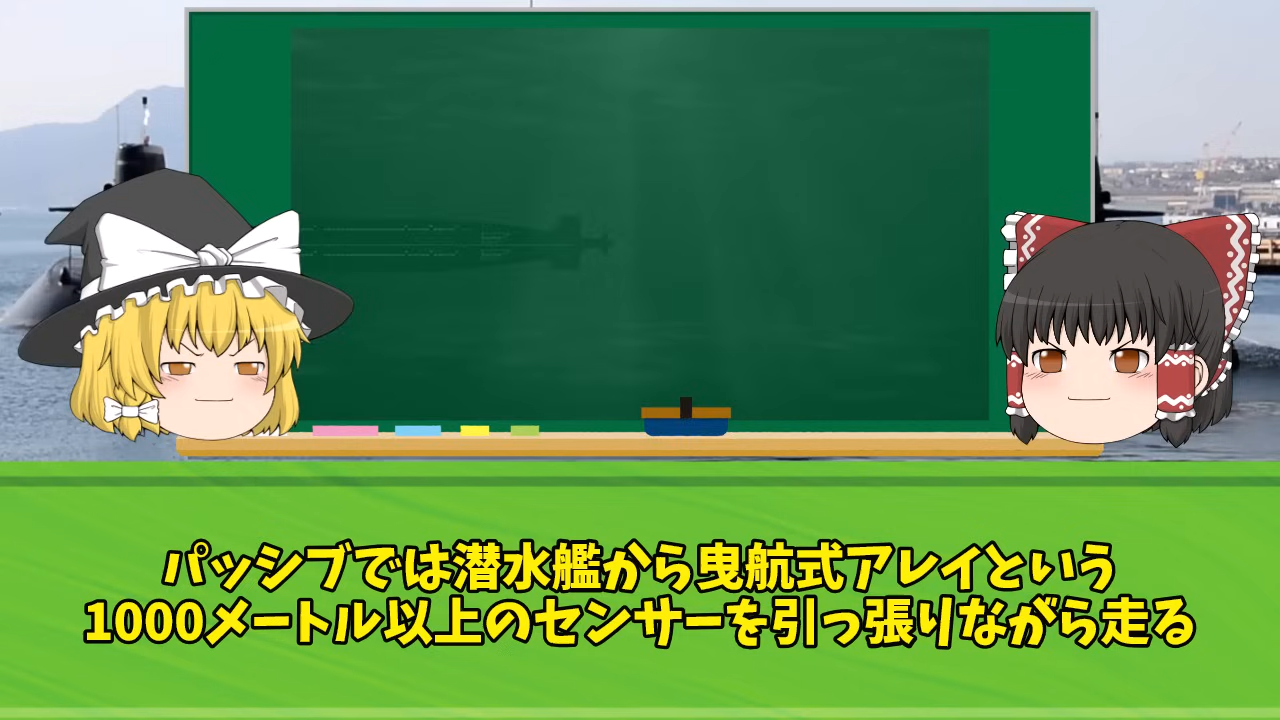 パッシブでは潜水艦から曳航式アレイという
1000メートル以上のセンサーを引っ張りながら走る